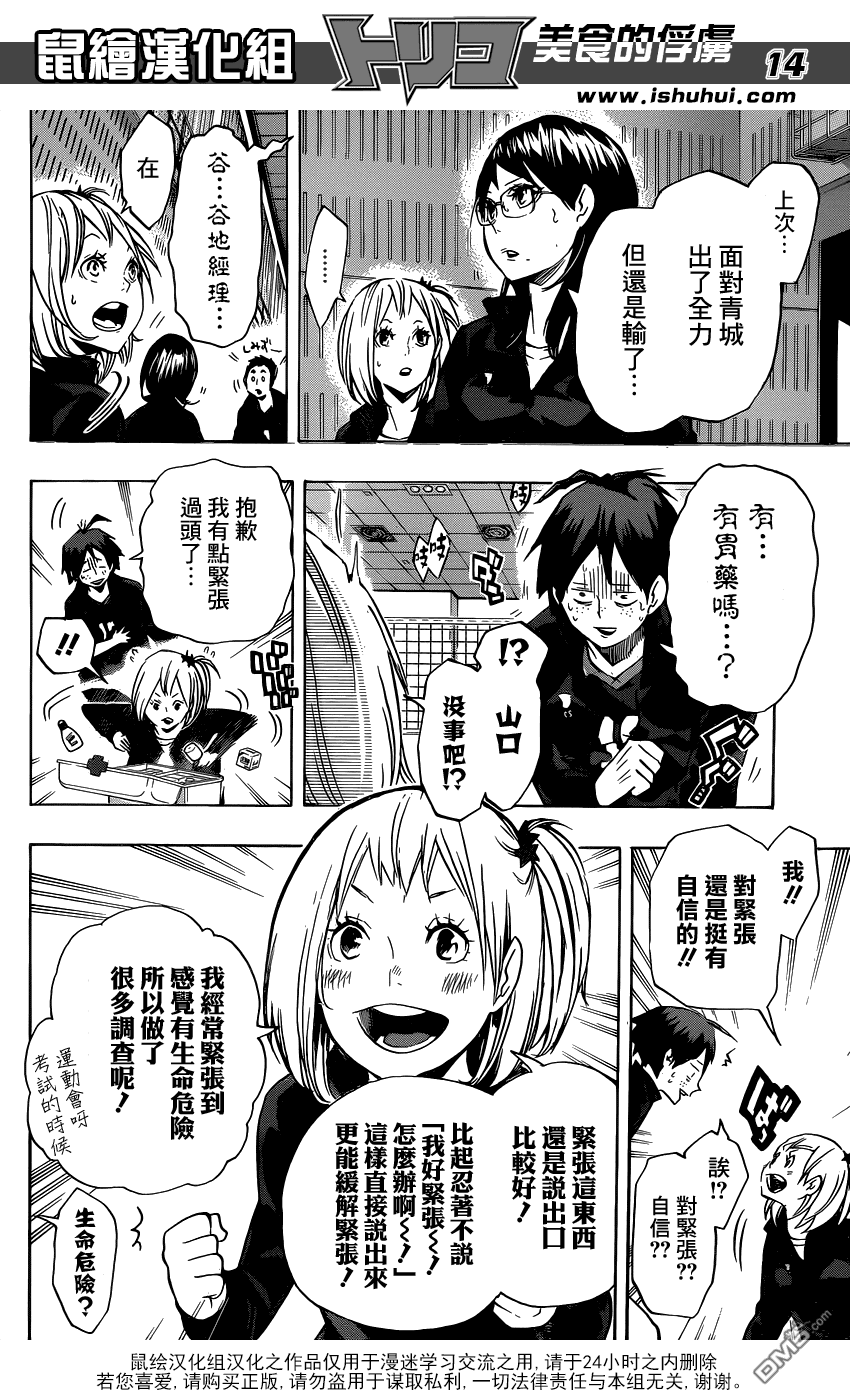 鼠繪漢化組
トリコ
美食的俘虜
14
www.ishuhui.com
上次…
面對青城
出了全力
但還是輸了…
……
谷…谷地經理…
在
しみず
有…
有胃藥嗎…？
吱
吱吱
!?
山口
沒事吧!?
抱歉
我有點緊張
過頭了…
!!
我!!
對緊張
還是挺有
自信的!!
誒!?
對緊張??
自信??
緊張這東西
還是說出口
比較好！
比起忍著不說
「我好緊張～！
怎麼辦啊～！」
這樣直接說出來
更能緩解緊張！
我經常緊張到
感覺有生命危險
所以做了
很多調查呢！
運動會呀
考試的時候
生命危險？
鼠绘汉化组汉化之作品仅用于漫迷学习交流之用, 请于24小时之内删除
若您喜爱, 请购买正版, 请勿盗用于谋取私利, 一切法律责任与本组无关, 谢谢.
DM5.com